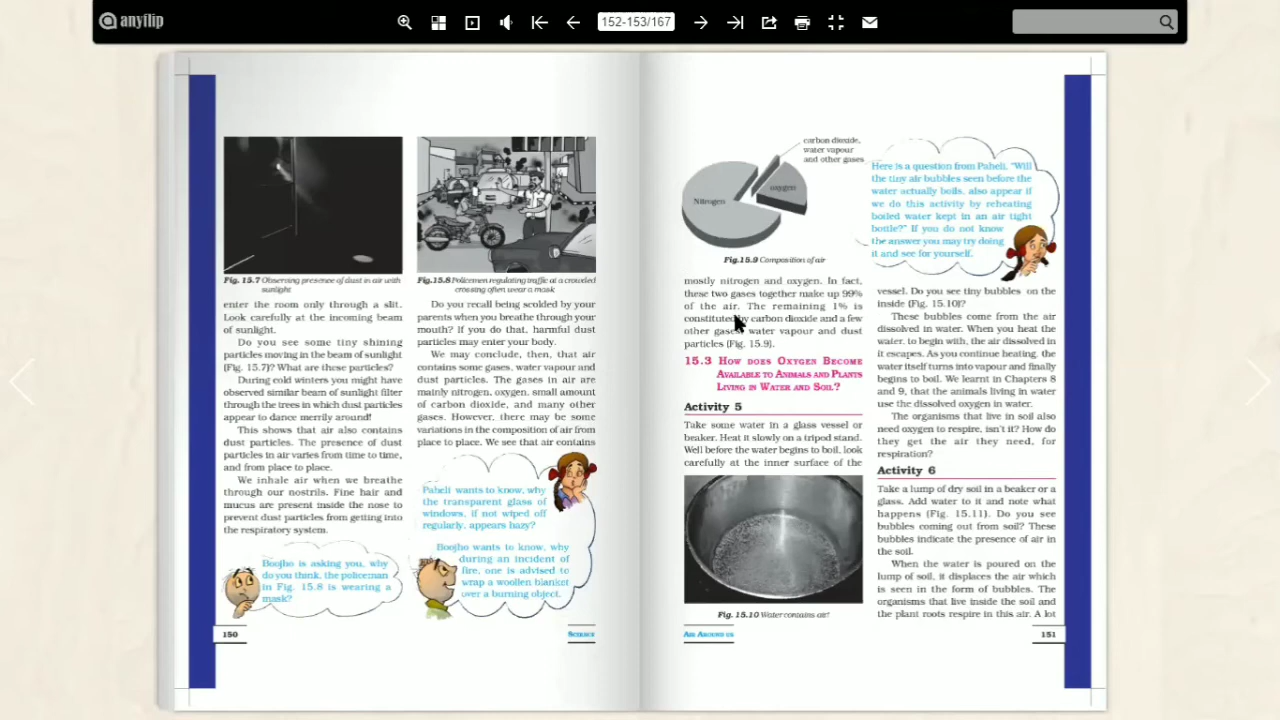 anyflip
152-153/167
Fig. 15.7 Observing presence of dust in air with
sunlight
enter the room only through a slit.
Look carefully at the incoming beam
of sunlight.
Do you see some tiny shining
particles moving in the beam of sunlight
(Fig. 15.7)? What are these particles?
During cold winters you might have
observed similar beam of sunlight filter
through the trees in which dust particles
appear to dance merrily around!
This shows that air also contains
dust particles. The presence of dust
particles in air varies from time to time,
and from place to place.
We inhale air when we breathe
through our nostrils. Fine hair and
mucus are present inside the nose to
prevent dust particles from getting into
the respiratory system.
Boojho is asking you, why
do you think, the policeman
in Fig. 15.8 is wearing a
mask?
150
Fig.15.8 Policemen regulating traffic at a crowded
crossing often wear a mask
Do you recall being scolded by your
parents when you breathe through your
mouth? If you do that, harmful dust
particles may enter your body.
We may conclude, then, that air
contains some gases, water vapour and
dust particles. The gases in air are
mainly nitrogen, oxygen, small amount
of carbon dioxide, and many other
gases. However, there may be some
variations in the composition of air from
place to place. We see that air contains
Paheli wants to know, why
the transparent glass of
windows, if not wiped off
regularly, appears hazy?
Boojho wants to know, why
during an incident of
fire, one is advised to
wrap a woollen blanket
over a burning object.
SCIENCE
carbon dioxide,
water vapour
and other gases
oxygen
Nitrogen
Fig.15.9 Composition of air
mostly nitrogen and oxygen. In fact,
these two gases together make up 99%
of the air. The remaining 1% is
constituted by carbon dioxide and a few
other gases, water vapour and dust
particles (Fig. 15.9).
15.3 HOW DOES OXYGEN BECOME
AVAILABLE TO ANIMALS AND PLANTS
LIVING IN WATER AND SOIL?
Activity 5
Take some water in a glass vessel or
beaker. Heat it slowly on a tripod stand.
Well before the water begins to boil, look
carefully at the inner surface of the
Fig. 15.10 Water contains air!
AIR AROUND US
Here is a question from Paheli, "Will
the tiny air bubbles seen before the
water actually boils, also appear if
we do this activity by reheating
boiled water kept in an air tight
bottle?" If you do not know
the answer you may try doing
it and see for yourself.
vessel. Do you see tiny bubbles on the
inside (Fig. 15.10)?
These bubbles come from the air
dissolved in water. When you heat the
water, to begin with, the air dissolved in
it escapes. As you continue heating, the
water itself turns into vapour and finally
begins to boil. We learnt in Chapters 8
and 9, that the animals living in water
use the dissolved oxygen in water.
The organisms that live in soil also
need oxygen to respire, isn't it? How do
they get the air they need, for
respiration?
Activity 6
Take a lump of dry soil in a beaker or a
glass. Add water to it and note what
happens (Fig. 15.11). Do you see
bubbles coming out from soil? These
bubbles indicate the presence of air in
the soil.
When the water is poured on the
lump of soil, it displaces the air which
is seen in the form of bubbles. The
organisms that live inside the soil and
the plant roots respire in this air. A lot
151